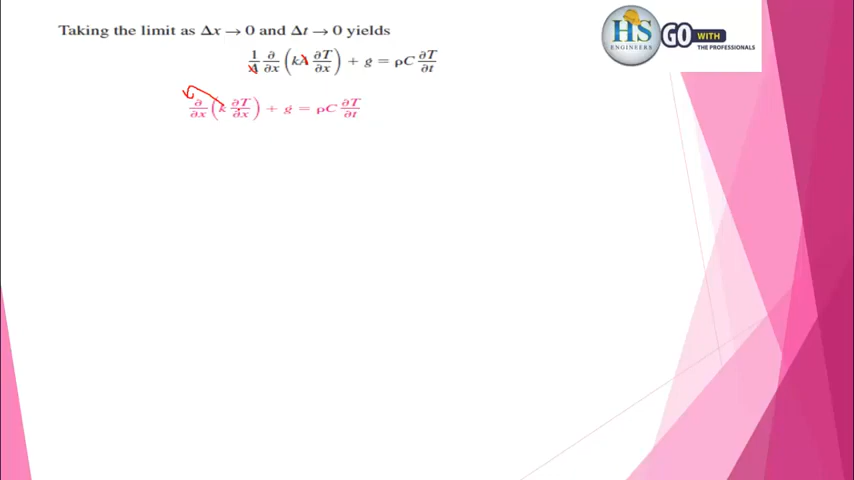 Taking the limit as Δx → 0 and Δt → 0 yields
1/A ∂/∂x (kA ∂T/∂x) + ġ = ρC ∂T/∂t
∂/∂x (k ∂T/∂x) + ġ = ρC ∂T/∂t
HS
ENGINEERS
GO WITH
THE PROFESSIONALS